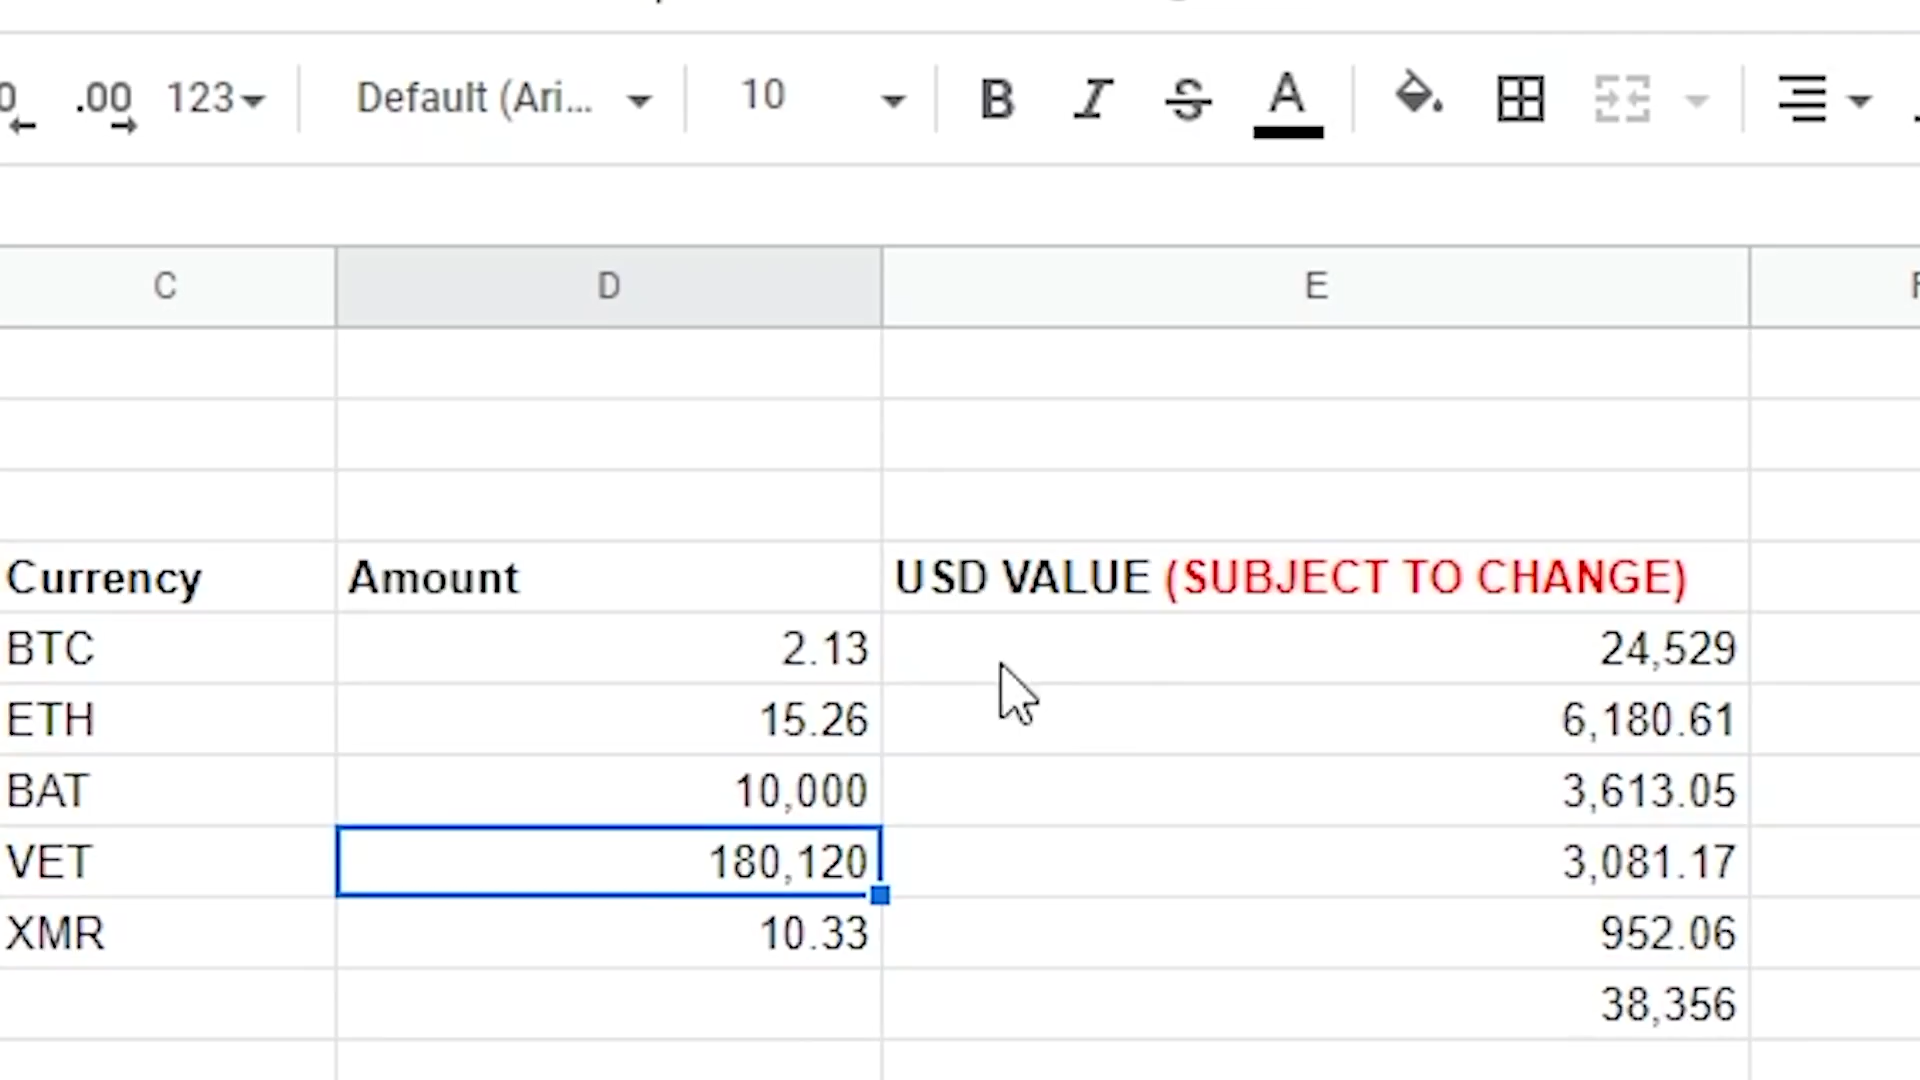 .00 123 Default (Ari... 10 B I S A
C D E
Currency Amount USD VALUE (SUBJECT TO CHANGE)
BTC 2.13 24,529
ETH 15.26 6,180.61
BAT 10,000 3,613.05
VET 180,120 3,081.17
XMR 10.33 952.06
38,356